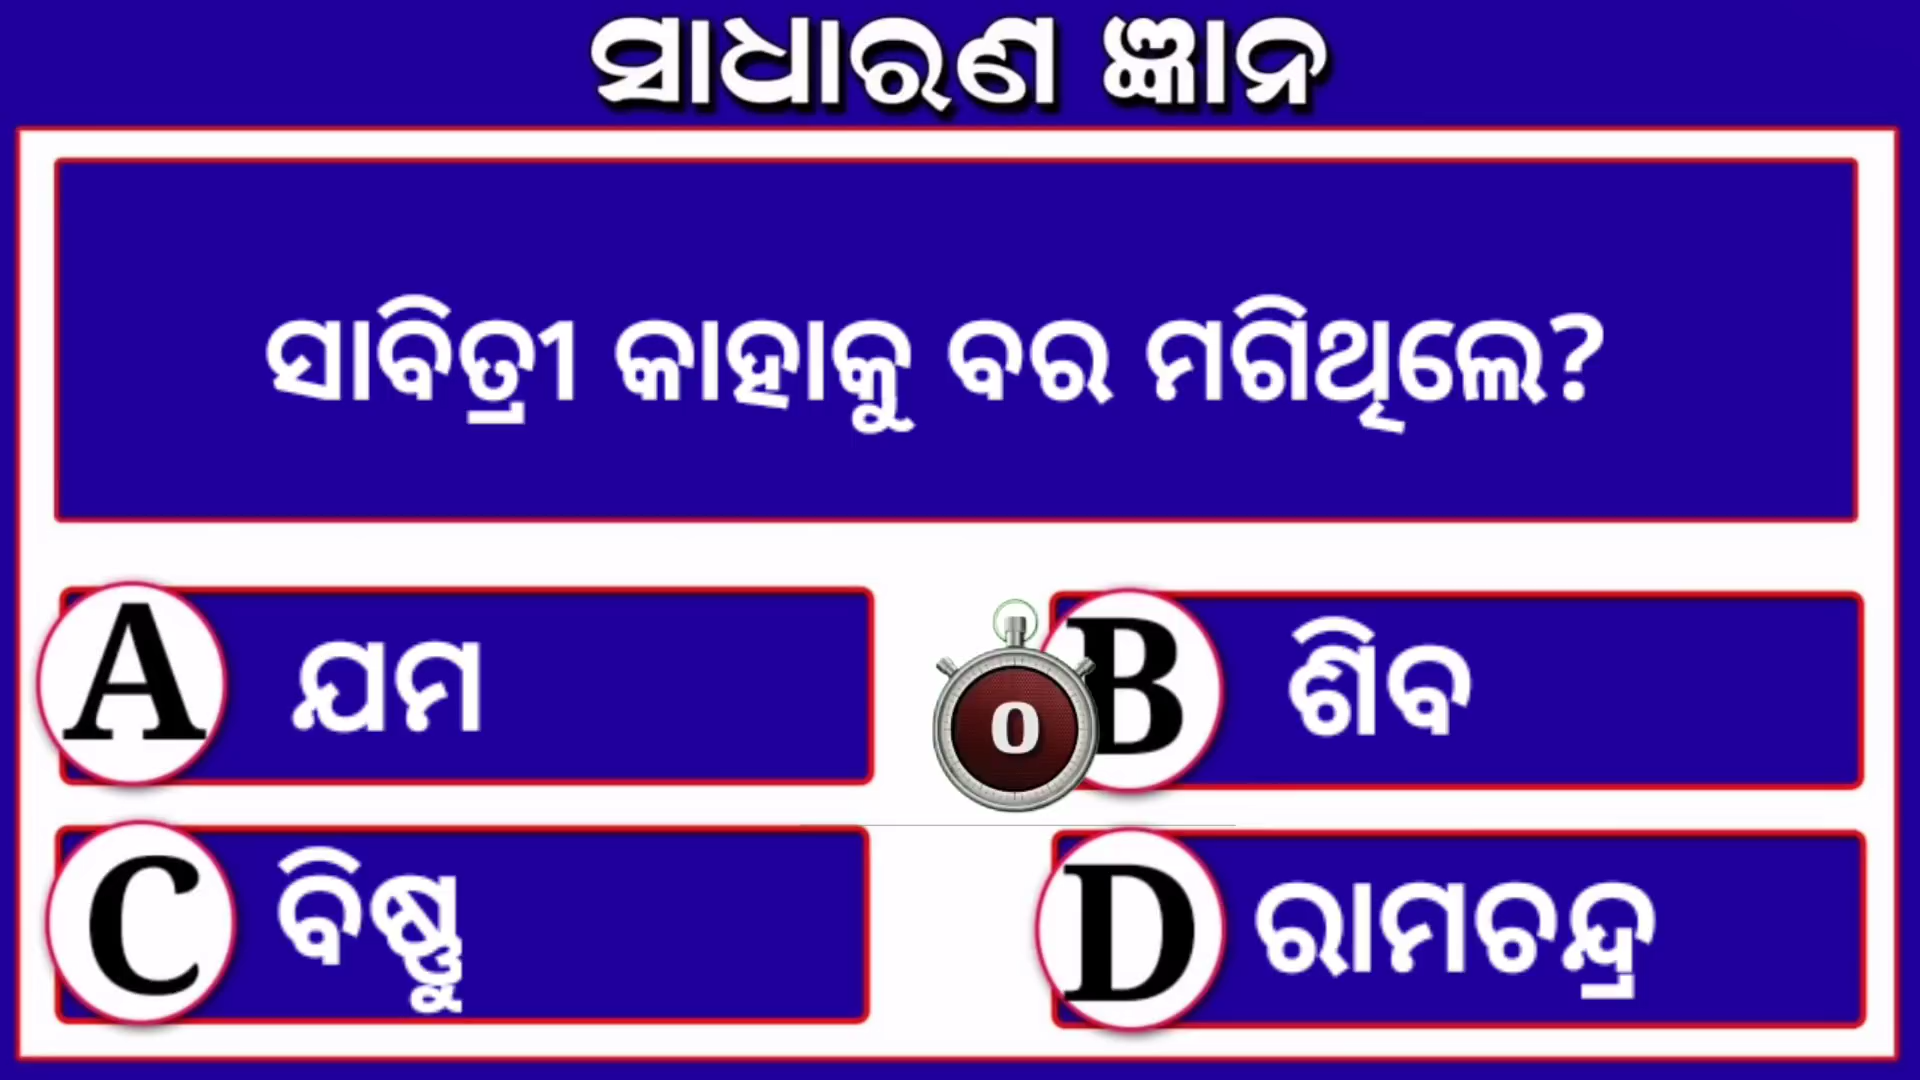 ସାଧାରଣ ଜ୍ଞାନ
ସାବିତ୍ରୀ କାହାକୁ ବର ମଗିଥିଲେ?
A ଯମ
B ଶିବ
0
C ବିଷ୍ଣୁ
D ରାମଚନ୍ଦ୍ର